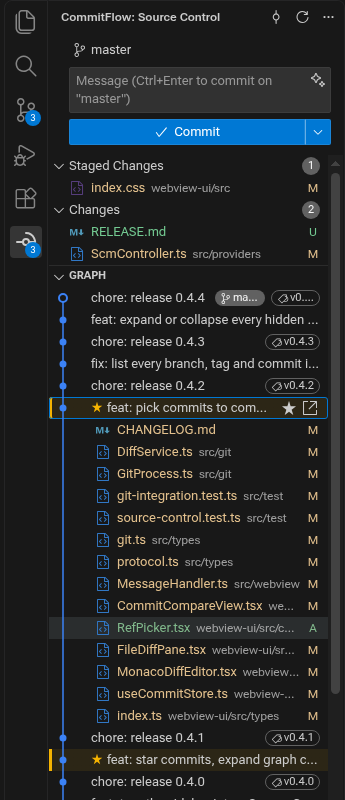 CommitFlow: Source Control
master
Message (Ctrl+Enter to commit on
"master")
Commit
3
Staged Changes 1
index.css webview-ui/src M
Changes 2
RELEASE.md U
ScmController.ts src/providers M
3
GRAPH
chore: release 0.4.4 ma... v0....
feat: expand or collapse every hidden ...
chore: release 0.4.3 v0.4.3
fix: list every branch, tag and commit i...
chore: release 0.4.2 v0.4.2
★ feat: pick commits to com... ★
CHANGELOG.md M
DiffService.ts src/git M
GitProcess.ts src/git M
git-integration.test.ts src/test M
source-control.test.ts src/test M
git.ts src/types M
protocol.ts src/types M
MessageHandler.ts src/webview M
CommitCompareView.tsx we... M
RefPicker.tsx webview-ui/src/c... A
FileDiffPane.tsx webview-ui/sr... M
MonacoDiffEditor.tsx webview... M
useCommitStore.ts webview-... M
index.ts webview-ui/src/types M
chore: release 0.4.1 v0.4.1
★ feat: star commits, expand graph c...
chore: release 0.4.0 v0.4.0